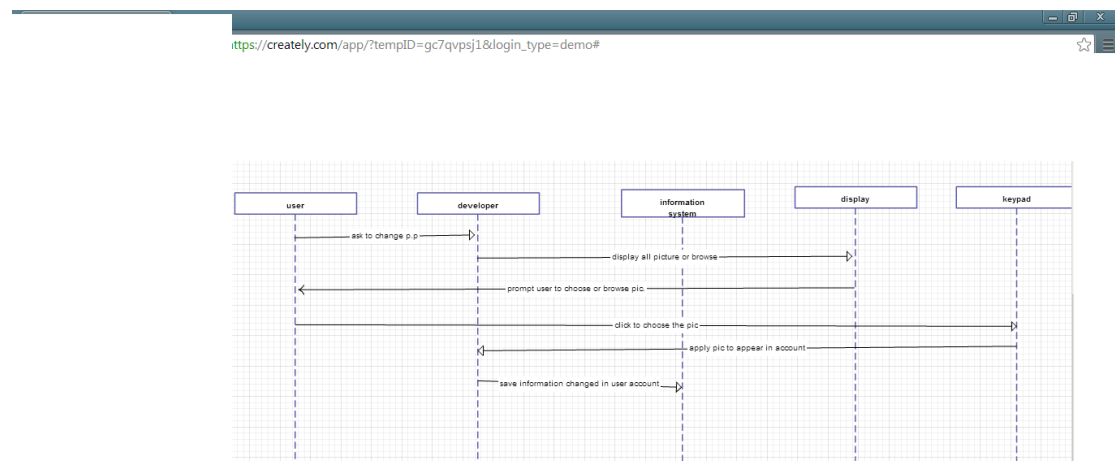 ttps://creately.com/app/?tempID=gc7qvpsj1&login_type=demo#
user
developer
information
system
display
keypad
ask to change p.p
display all picture or browse
prompt user to choose or browse pic.
click to choose the pic
apply pic to appear in account
save information changed in user account